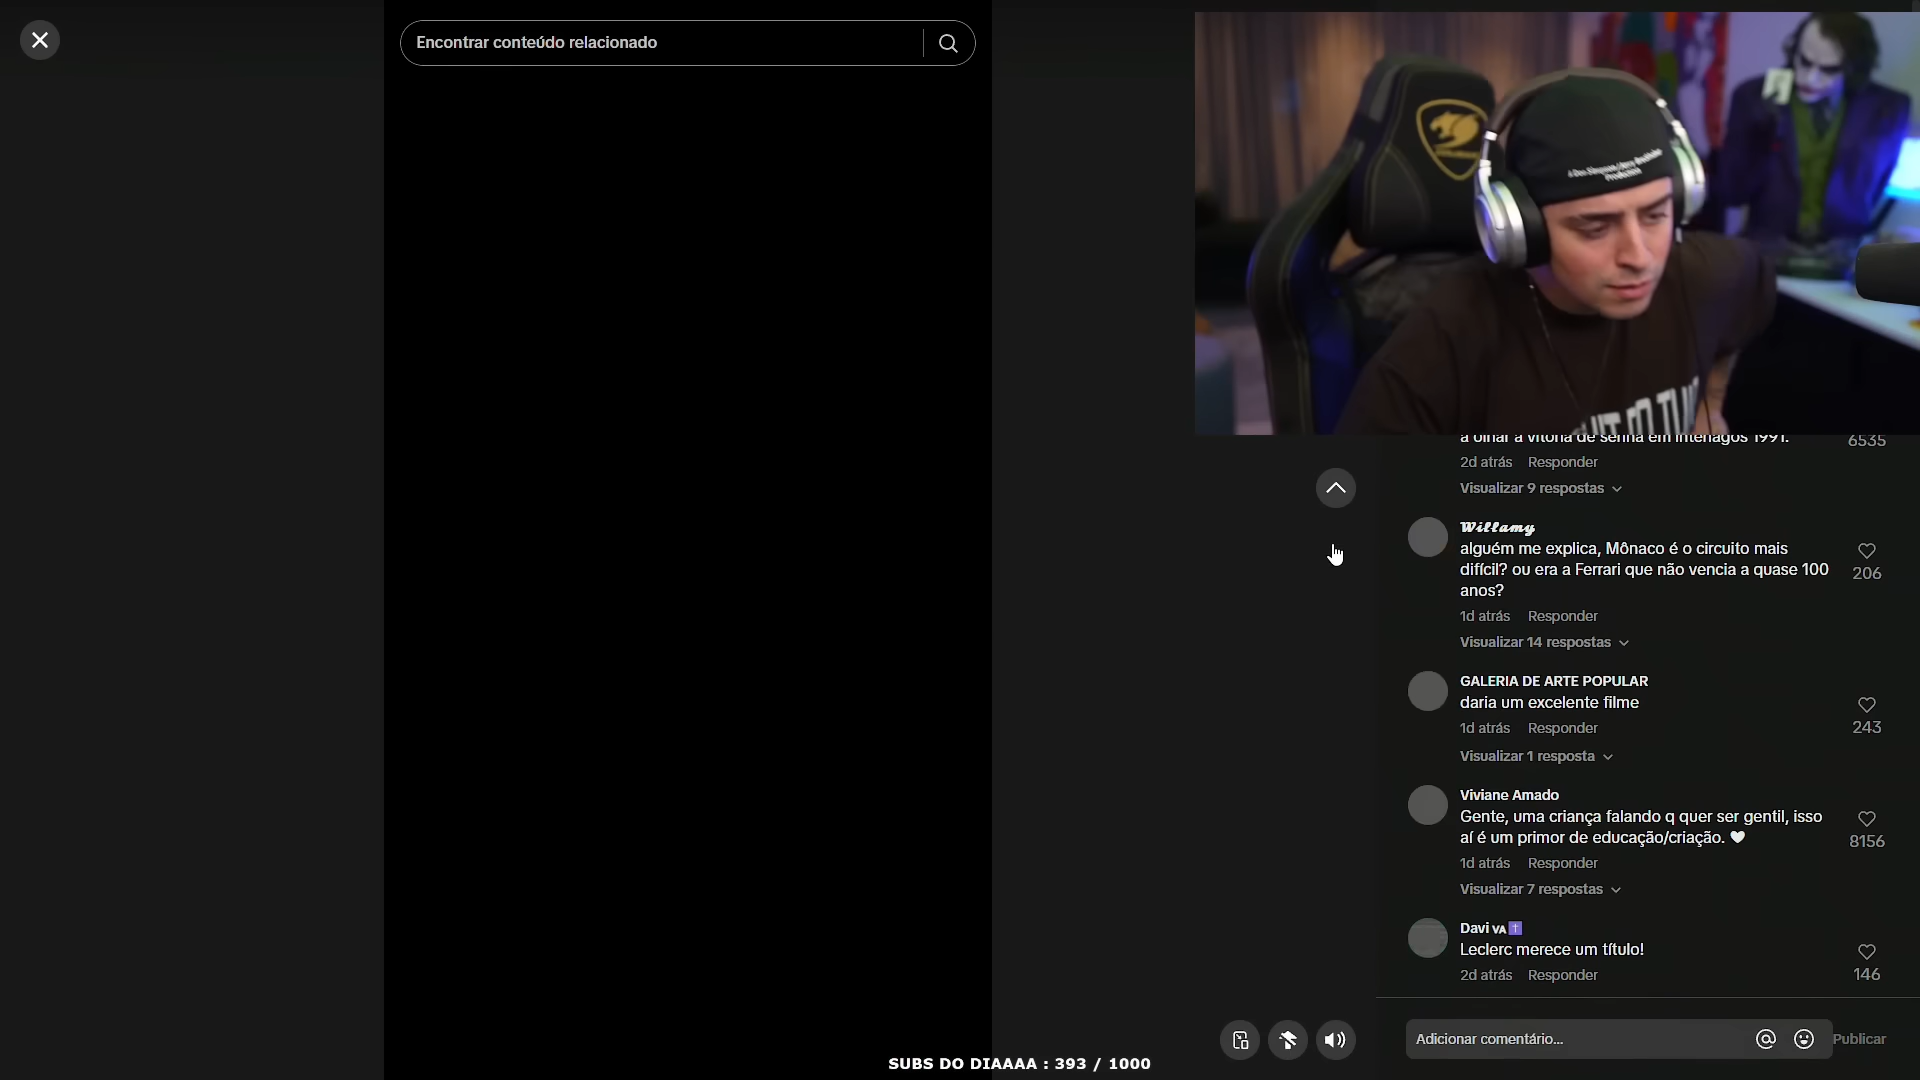 Encontrar conteúdo relacionado
a olhar a vitória de senna em interlagos 1991.
6535
2d atrás Responder
Visualizar 9 respostas
Willamy
alguém me explica, Mônaco é o circuito mais
difícil? ou era a Ferrari que não vencia a quase 100
anos?
206
1d atrás Responder
Visualizar 14 respostas
GALERIA DE ARTE POPULAR
daria um excelente filme
243
1d atrás Responder
Visualizar 1 resposta
Viviane Amado
Gente, uma criança falando q quer ser gentil, isso
aí é um primor de educação/criação. 🤍
8156
1d atrás Responder
Visualizar 7 respostas
Davi VA✝️
Leclerc merece um título!
146
2d atrás Responder
Adicionar comentário...
Publicar
SUBS DO DIAAAA : 393 / 1000